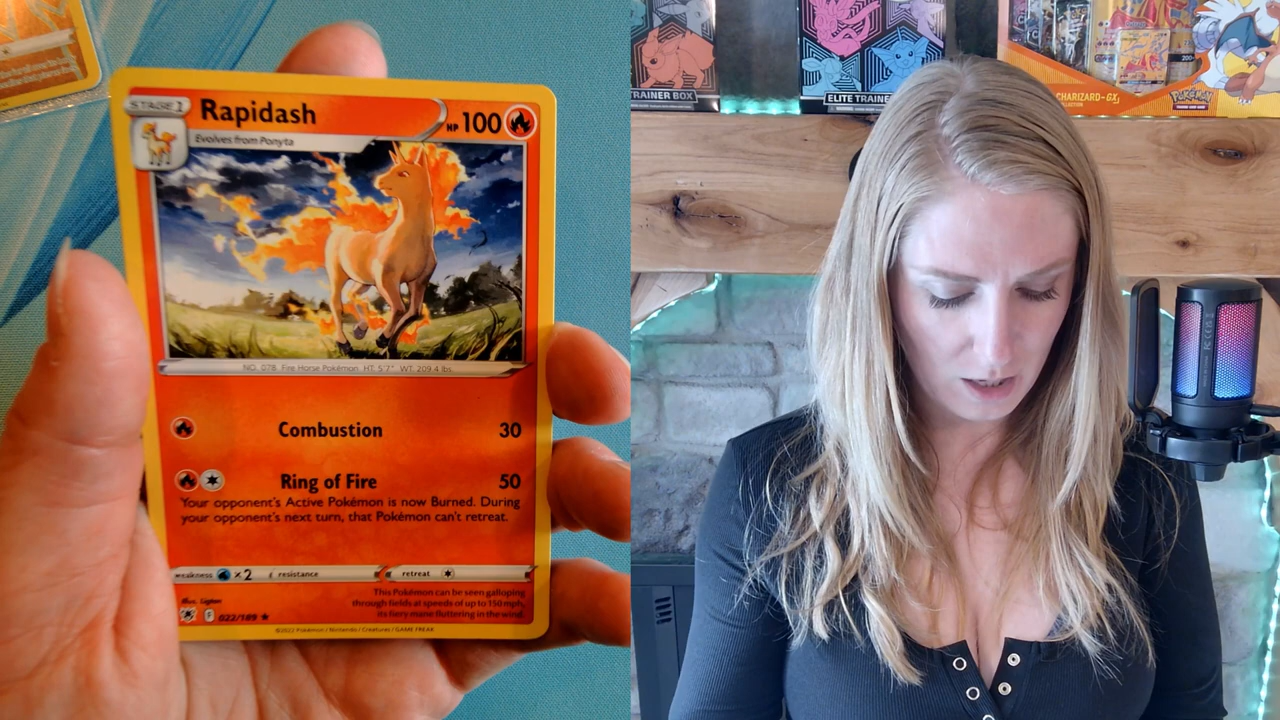 STAGE 1
Rapidash
HP 100
Evolves from Ponyta
NO. 078 Fire Horse Pokémon HT: 5'7" WT: 209.4 lbs.
Combustion 30
Ring of Fire 50
Your opponent's Active Pokémon is now Burned. During
your opponent's next turn, that Pokémon can't retreat.
weakness ×2 resistance retreat
This Pokémon can be seen galloping
through fields at speeds of up to 150 mph,
its fiery mane fluttering in the wind.
Illus. Ligton
F 022/189 ★
©2022 Pokémon / Nintendo / Creatures / GAME FREAK
TRAINER BOX
ELITE TRAINE
CHARIZARD-GX
POKÉMON